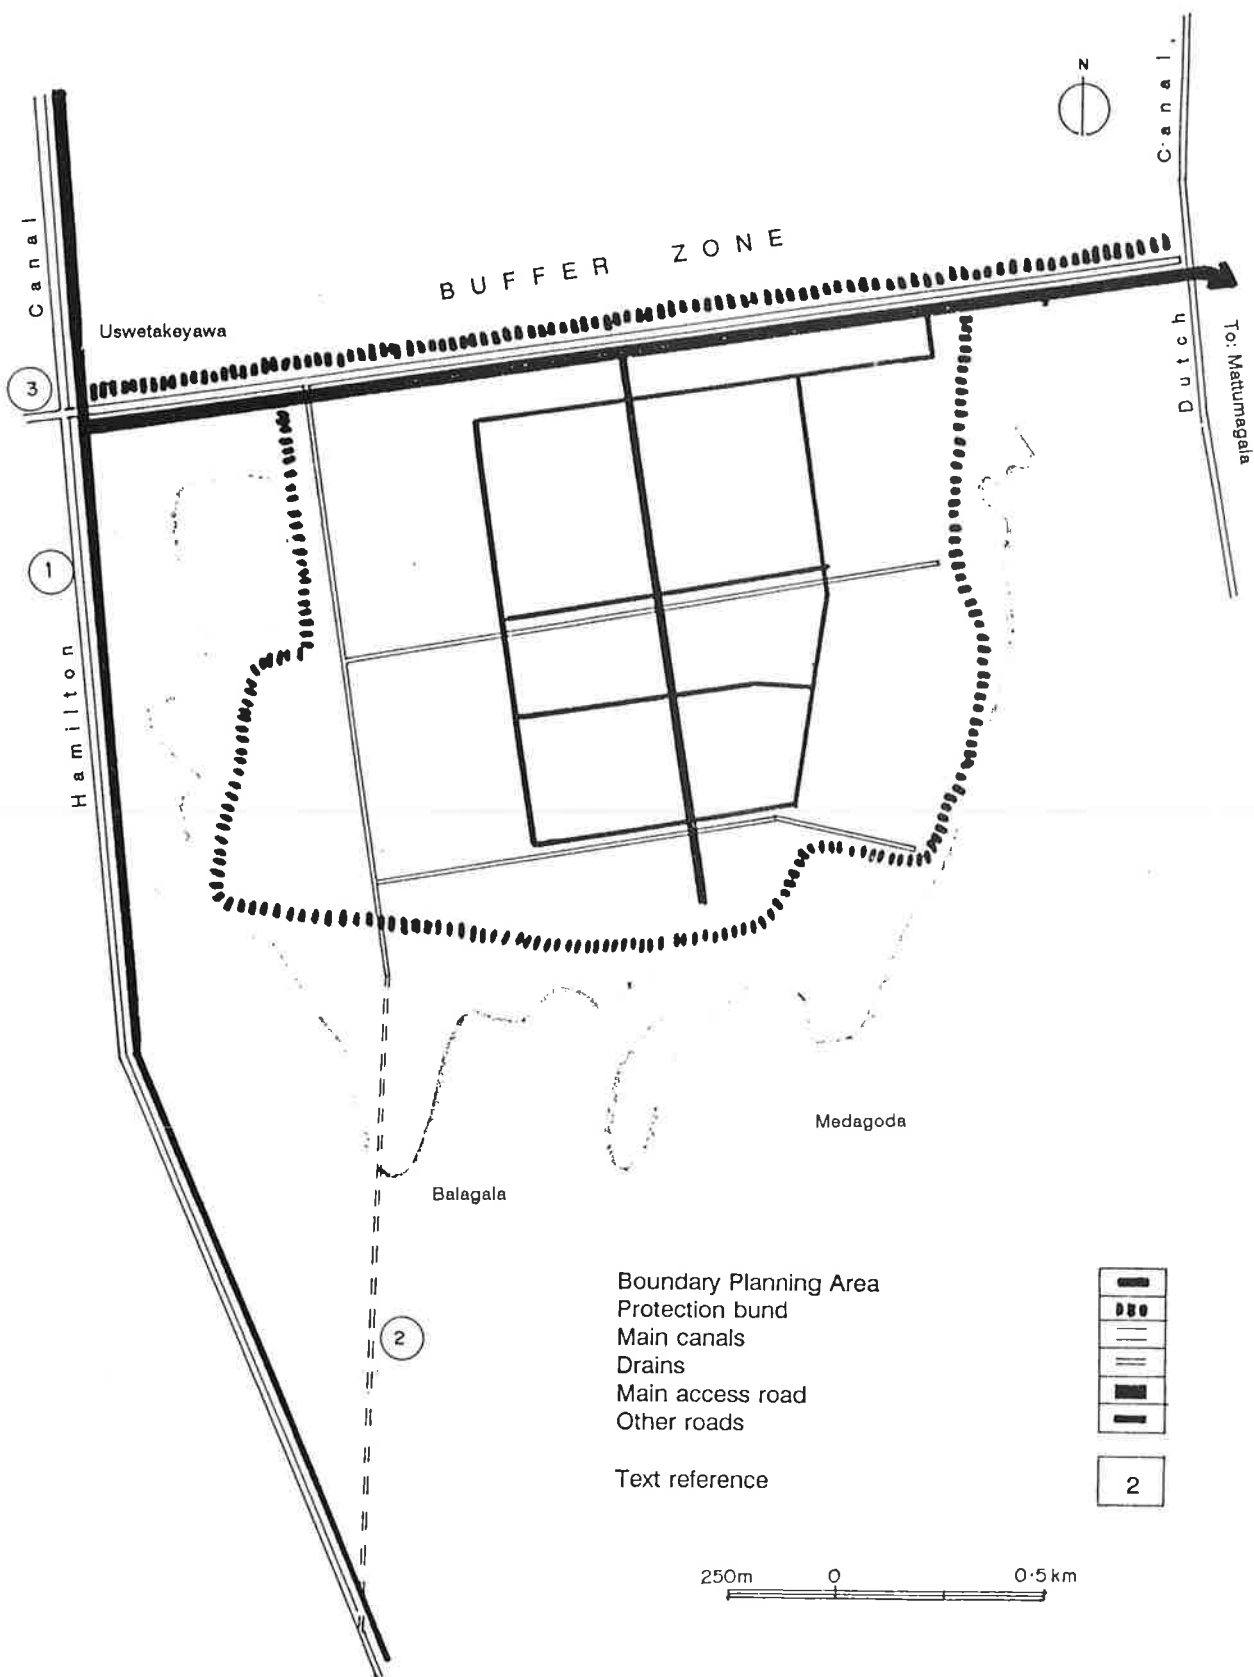 N
Canal.
Canal
BUFFER ZONE
Uswetakeyawa
3
Dutch
To: Mattumagala
1
Hamilton
Medagoda
Balagala
2
Boundary Planning Area
Protection bund
Main canals
Drains
Main access road
Other roads
Text reference
2
250m 0 0.5km